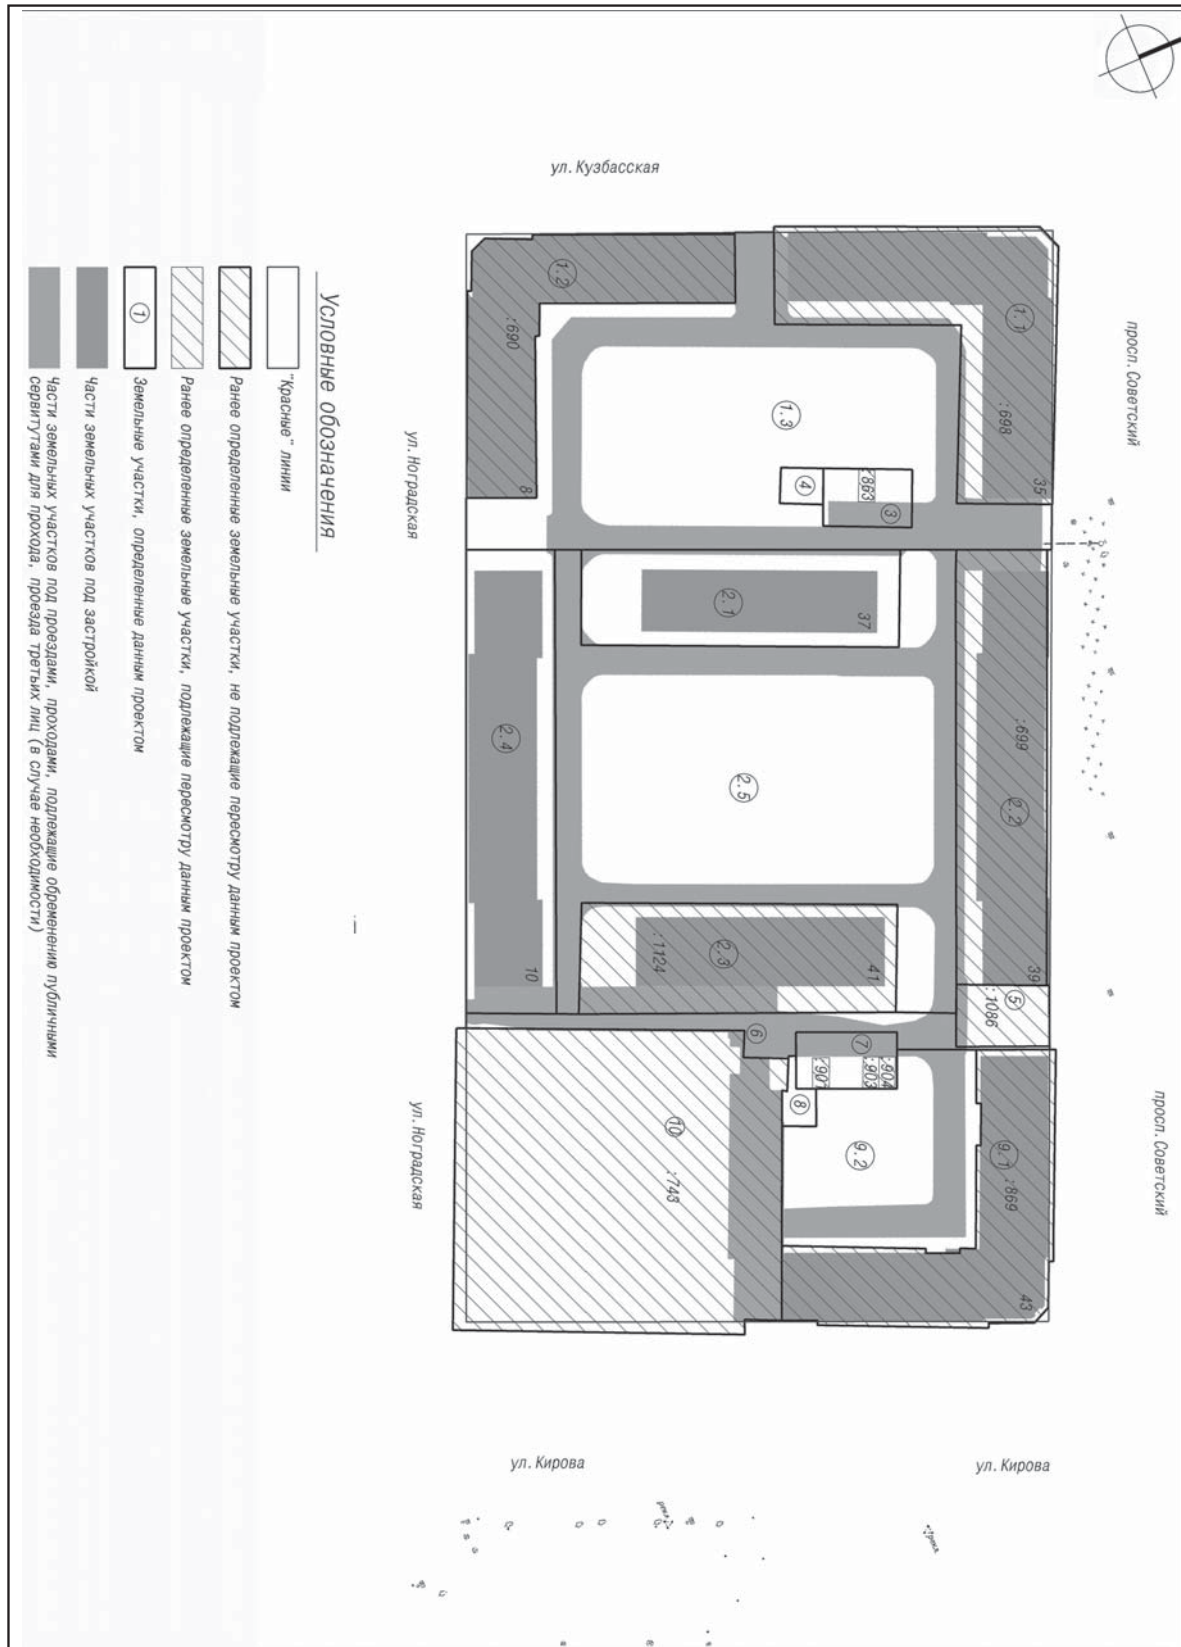 ул. Кузбасская
просп. Советский
ул. Ноградская
1.2
:690
8
1.1
:698
35
1.3
4
:863
3
2.1
37
2.4
10
2.2
:699
39
2.5
2.3
:1124
41
5
:1086
6
7
:904
:903
8
9.2
9.1
:869
43
10
:743
ул. Ноградская
просп. Советский
ул. Кирова
ул. Кирова
Условные обозначения
"Красные" линии
Ранее определенные земельные участки, не подлежащие пересмотру данным проектом
Ранее определенные земельные участки, подлежащие пересмотру данным проектом
1
Земельные участки, определенные данным проектом
Части земельных участков под застройкой
Части земельных участков под проездами, проходами, подлежащие обременению публичными
сервитутами для прохода, проезда третьих лиц (в случае необходимости)